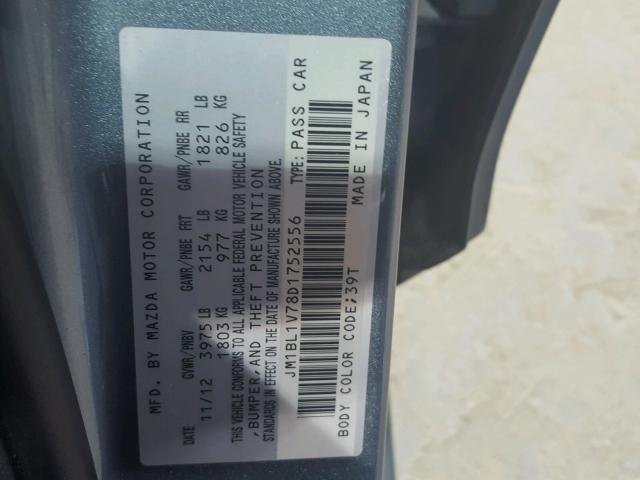 MFD. BY MAZDA MOTOR CORPORATION
DATE GVWR/PNBV GAWR/PNBE FRT GAWR/PNBE RR
11/12 3975 LB 2154 LB 1821 LB
1803 KG 977 KG 826 KG
THIS VEHICLE CONFORMS TO ALL APPLICABLE FEDERAL MOTOR VEHICLE SAFETY
,BUMPER,AND THEFT PREVENTION
STANDARDS IN EFFECT ON THE DATE OF MANUFACTURE SHOWN ABOVE.
JM1BL1V78D1752556 TYPE: PASS CAR
BODY COLOR CODE;39T MADE IN JAPAN